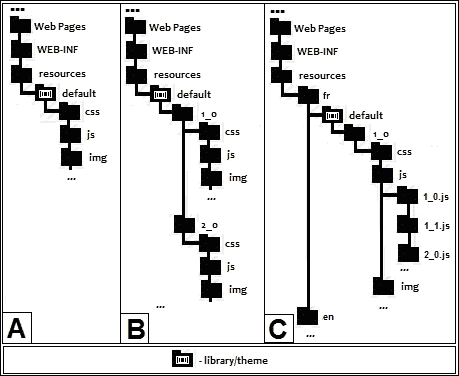 ...
Web Pages
WEB-INF
resources
default
css
js
img
...
A
...
Web Pages
WEB-INF
resources
default
1_0
css
js
img
...
2_0
css
js
img
...
B
...
Web Pages
WEB-INF
resources
fr
default
1_0
css
js
1_0.js
1_1.js
2_0.js
...
img
...
en
...
C
- library/theme